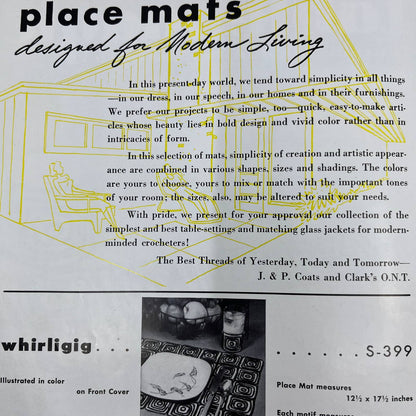 place mats
designed for Modern Living
In this present-day world, we tend toward simplicity in all things
—in our dress, in our speech, in our homes and in their furnishings.
We prefer our projects to be simple, too—quick, easy-to-make arti-
cles whose beauty lies in bold design and vivid color rather than in
intricacies of form.
In this selection of mats, simplicity of creation and artistic appear-
ance are combined in various shapes, sizes and shadings. The colors
are yours to choose, yours to mix or match with the important tones
of your room; the sizes, also, may be altered to suit your needs.
With pride, we present for your approval our collection of the
simplest and best table-settings and matching glass jackets for modern-
minded crocheters!
The Best Threads of Yesterday, Today and Tomorrow—
J. & P. Coats and Clark's O.N.T.
whirligig . . . . . . . . . S-399
Illustrated in color
on Front Cover
Place Mat measures
12½ x 17½ inches
Each motif measures